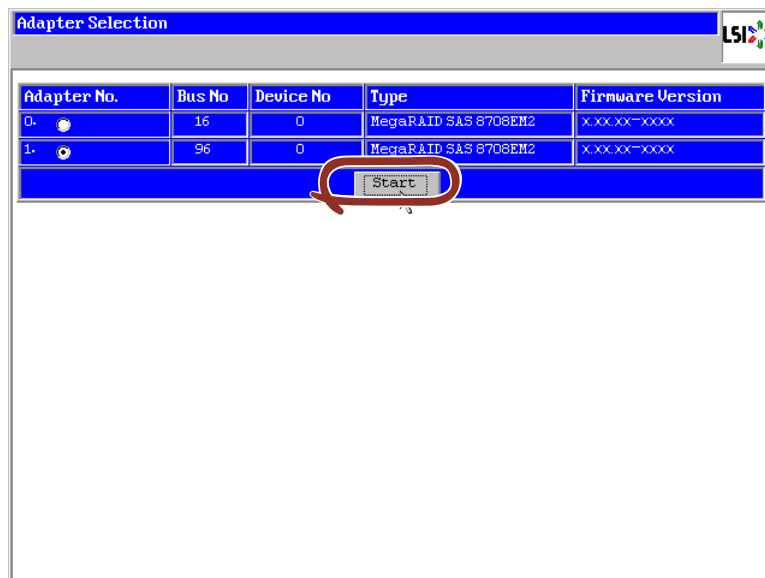 Adapter Selection
LSI
Adapter No. Bus No Device No Type Firmware Version
0. 16 0 MegaRAID SAS 8708EM2 X.XX.XX-XXXX
1. 96 0 MegaRAID SAS 8708EM2 X.XX.XX-XXXX
Start